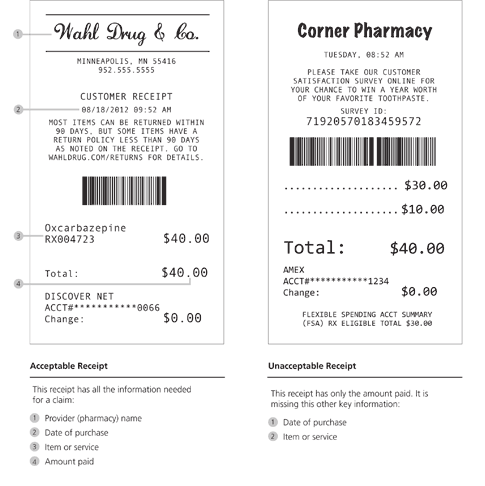 1
Wahl Drug & Co.
MINNEAPOLIS, MN 55416
952.555.5555
CUSTOMER RECEIPT
2
08/18/2012 09:52 AM
MOST ITEMS CAN BE RETURNED WITHIN
90 DAYS, BUT SOME ITEMS HAVE A
RETURN POLICY LESS THAN 90 DAYS
AS NOTED ON THE RECEIPT. GO TO
WAHLDRUG.COM/RETURNS FOR DETAILS.
Oxcarbazepine
3
RX004723 $40.00
Total: $40.00
4
DISCOVER NET
ACCT#***********0066
Change: $0.00
Acceptable Receipt
This receipt has all the information needed
for a claim:
1 Provider (pharmacy) name
2 Date of purchase
3 Item or service
4 Amount paid
Corner Pharmacy
TUESDAY, 08:52 AM
PLEASE TAKE OUR CUSTOMER
SATISFACTION SURVEY ONLINE FOR
YOUR CHANCE TO WIN A YEAR WORTH
OF YOUR FAVORITE TOOTHPASTE.
SURVEY ID:
71920570183459572
.................... $30.00
.................... $10.00
Total: $40.00
AMEX
ACCT#***********1234
Change: $0.00
FLEXIBLE SPENDING ACCT SUMMARY
(FSA) RX ELIGIBLE TOTAL $30.00
Unacceptable Receipt
This receipt has only the amount paid. It is
missing this other key information:
1 Date of purchase
2 Item or service